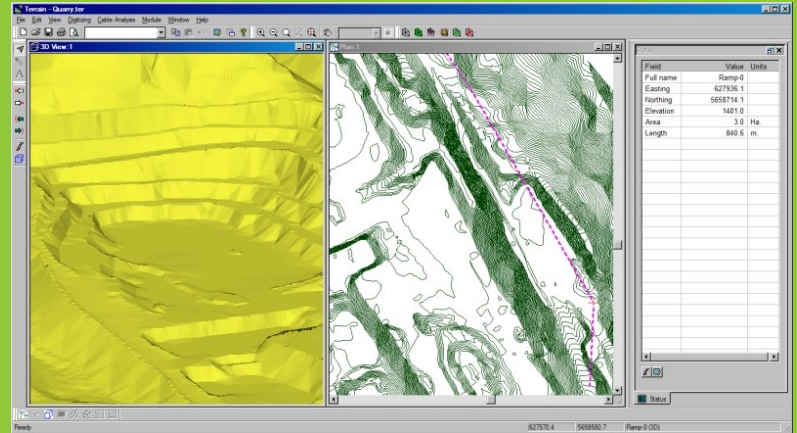 Terrain - Quarry.ter
File Edit View Digitising Cable Analysis Module Window Help
3D View:1
Plan:1
Field Value Units
Full name Ramp-0
Easting 627936.1
Northing 5658714.1
Elevation 1401.0
Area 3.0 Ha.
Length 840.6 m.
Status
Ready 627570.4 5658580.7 Ramp-0 (3D)